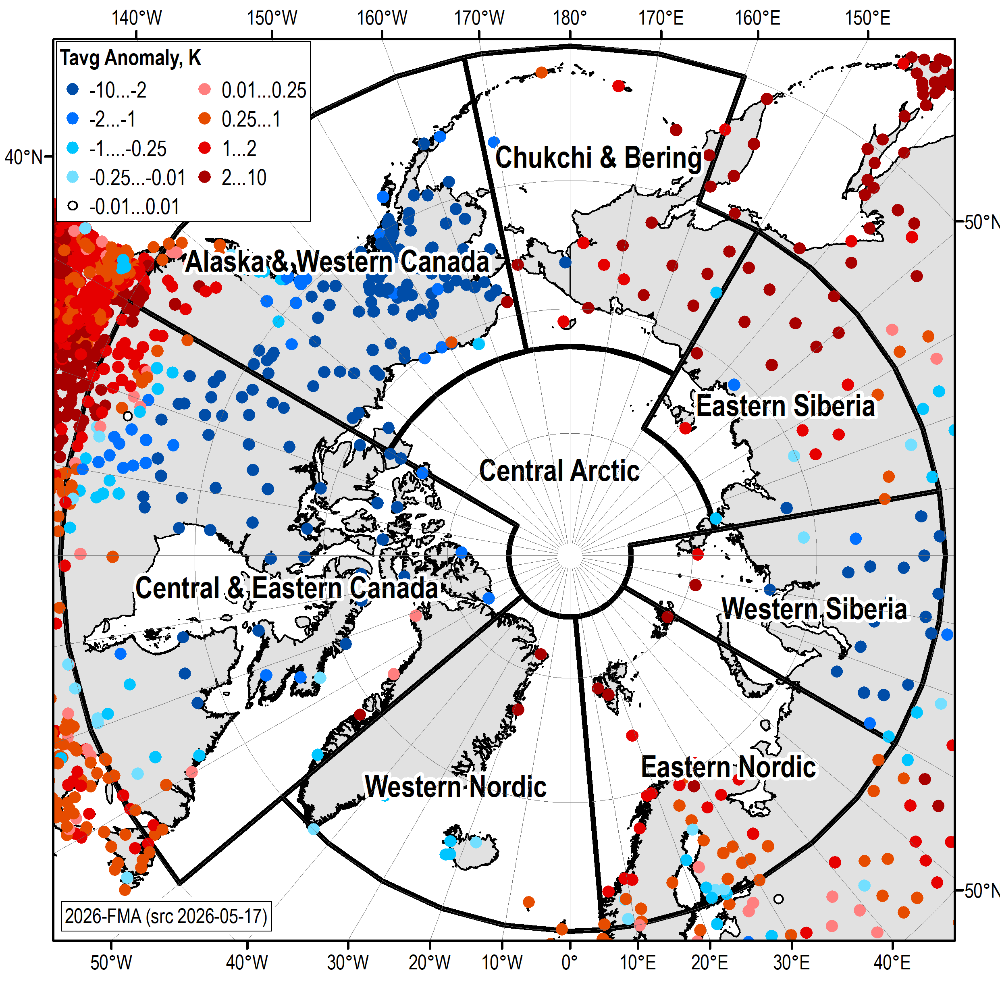 140°W 150°W 160°W 170°W 180° 170°E 160°E 150°E
Tavg Anomaly, K
-10...-2 0.01...0.25
-2...-1 0.25...1
-1....-0.25 1...2
-0.25...-0.01 2...10
-0.01...0.01
40°N
50°N
Chukchi & Bering
Alaska & Western Canada
Eastern Siberia
Central Arctic
Central & Eastern Canada
Western Siberia
Eastern Nordic
Western Nordic
50°N
2026-FMA (src 2026-05-17)
50°W 40°W 30°W 20°W 10°W 0° 10°E 20°E 30°E 40°E